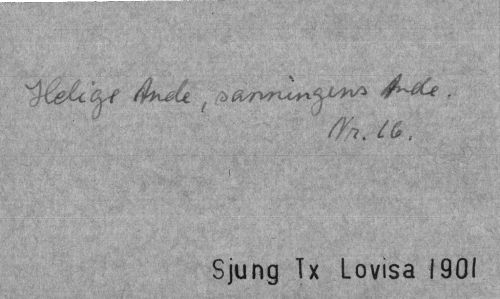 Helige Ande, sanningens Ande.
Nr. 16.
Sjung Tx Lovisa 1901